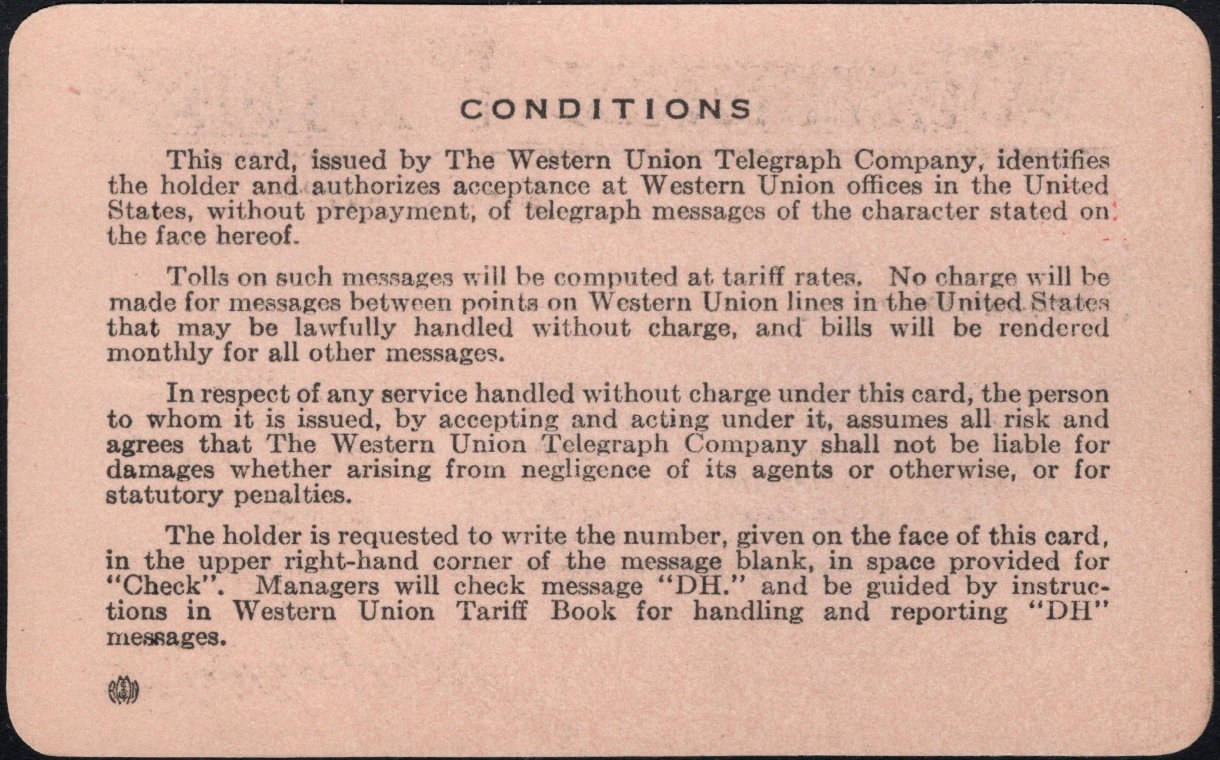 CONDITIONS
This card, issued by The Western Union Telegraph Company, identifies
the holder and authorizes acceptance at Western Union offices in the United
States, without prepayment, of telegraph messages of the character stated on
the face hereof.
Tolls on such messages will be computed at tariff rates. No charge will be
made for messages between points on Western Union lines in the United States
that may be lawfully handled without charge, and bills will be rendered
monthly for all other messages.
In respect of any service handled without charge under this card, the person
to whom it is issued, by accepting and acting under it, assumes all risk and
agrees that The Western Union Telegraph Company shall not be liable for
damages whether arising from negligence of its agents or otherwise, or for
statutory penalties.
The holder is requested to write the number, given on the face of this card,
in the upper right-hand corner of the message blank, in space provided for
“Check”. Managers will check message “DH.” and be guided by instruc-
tions in Western Union Tariff Book for handling and reporting “DH”
messages.